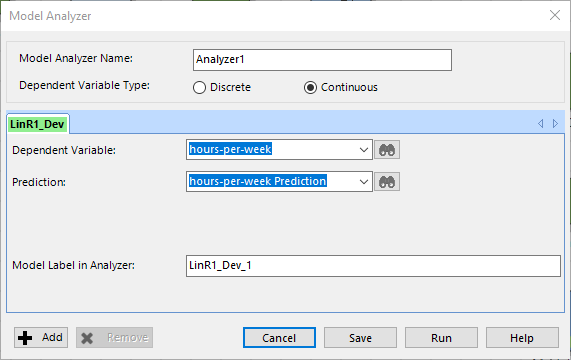 Model Analyzer
Model Analyzer Name: Analyzer1
Dependent Variable Type: Discrete Continuous
LinR1_Dev
Dependent Variable: hours-per-week
Prediction: hours-per-week Prediction
Model Label in Analyzer: LinR1_Dev_1
Add Remove Cancel Save Run Help